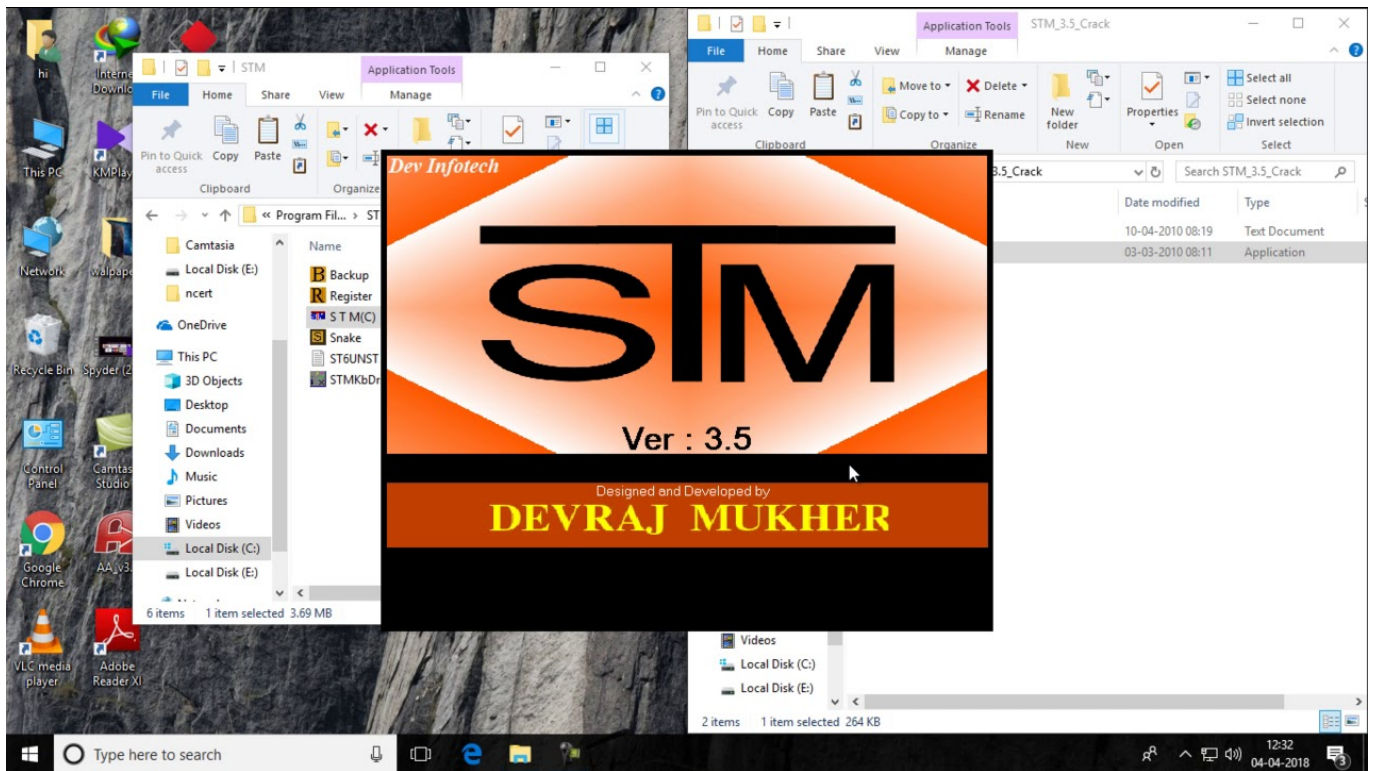 hi
Interne
Downlo
This PC
KMPlay
Network
walpape
Recycle Bin
Spyder (2
Control
Panel
Camtas
Studio
Google
Chrome
AA_v3.
VLC media
player
Adobe
Reader XI
STM
Application Tools
File
Home
Share
View
Manage
Pin to Quick
access
Copy
Paste
Clipboard
Organize
« Program Fil... › ST
Camtasia
Local Disk (E:)
ncert
OneDrive
This PC
3D Objects
Desktop
Documents
Downloads
Music
Pictures
Videos
Local Disk (C:)
Local Disk (E:)
Name
Backup
Register
S T M(C)
Snake
ST6UNST
STMKbDr
6 items
1 item selected 3.69 MB
Dev Infotech
STM
Ver : 3.5
Designed and Developed by
DEVRAJ MUKHER
Application Tools
STM_3.5_Crack
File
Home
Share
View
Manage
Pin to Quick
access
Copy
Paste
Move to
Copy to
Delete
Rename
New
folder
Properties
Select all
Select none
Invert selection
Clipboard
Organize
New
Open
Select
3.5_Crack
Search STM_3.5_Crack
Date modified
Type
10-04-2010 08:19
Text Document
03-03-2010 08:11
Application
Videos
Local Disk (C:)
Local Disk (E:)
2 items
1 item selected 264 KB
Type here to search
12:32
04-04-2018
3